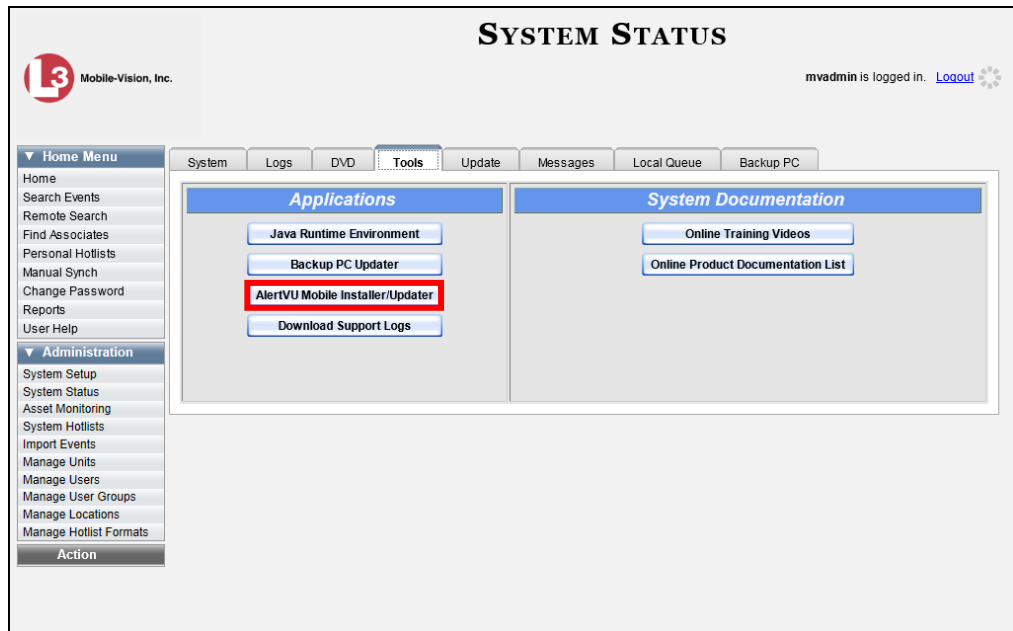 SYSTEM STATUS
L3 Mobile-Vision, Inc.
mvadmin is logged in. Logout
▼ Home Menu
Home
Search Events
Remote Search
Find Associates
Personal Hotlists
Manual Synch
Change Password
Reports
User Help
▼ Administration
System Setup
System Status
Asset Monitoring
System Hotlists
Import Events
Manage Units
Manage Users
Manage User Groups
Manage Locations
Manage Hotlist Formats
Action
System Logs DVD Tools Update Messages Local Queue Backup PC
Applications
Java Runtime Environment
Backup PC Updater
AlertVU Mobile Installer/Updater
Download Support Logs
System Documentation
Online Training Videos
Online Product Documentation List